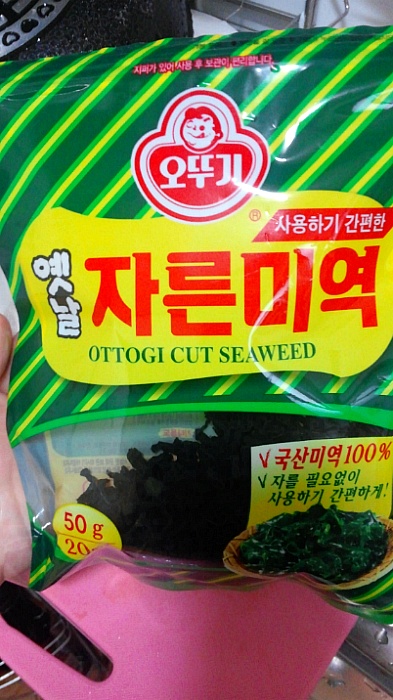 지퍼가 있어 사용 후 보관이 편리합니다.
오뚜기
®
사용하기 간편한
옛날
자른미역
OTTOGI CUT SEAWEED
√ 국산미역100%
√ 자를 필요없이
사용하기 간편하게!
50 g